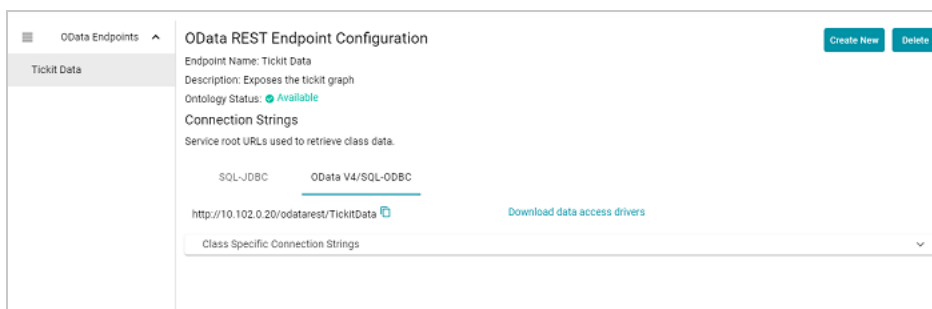 OData Endpoints
Tickit Data
OData REST Endpoint Configuration
Create New
Delete
Endpoint Name: Tickit Data
Description: Exposes the tickit graph
Ontology Status: Available
Connection Strings
Service root URLs used to retrieve class data.
SQL-JDBC
OData V4/SQL-ODBC
http://10.102.0.20/odatarest/TickitData
Download data access drivers
Class Specific Connection Strings